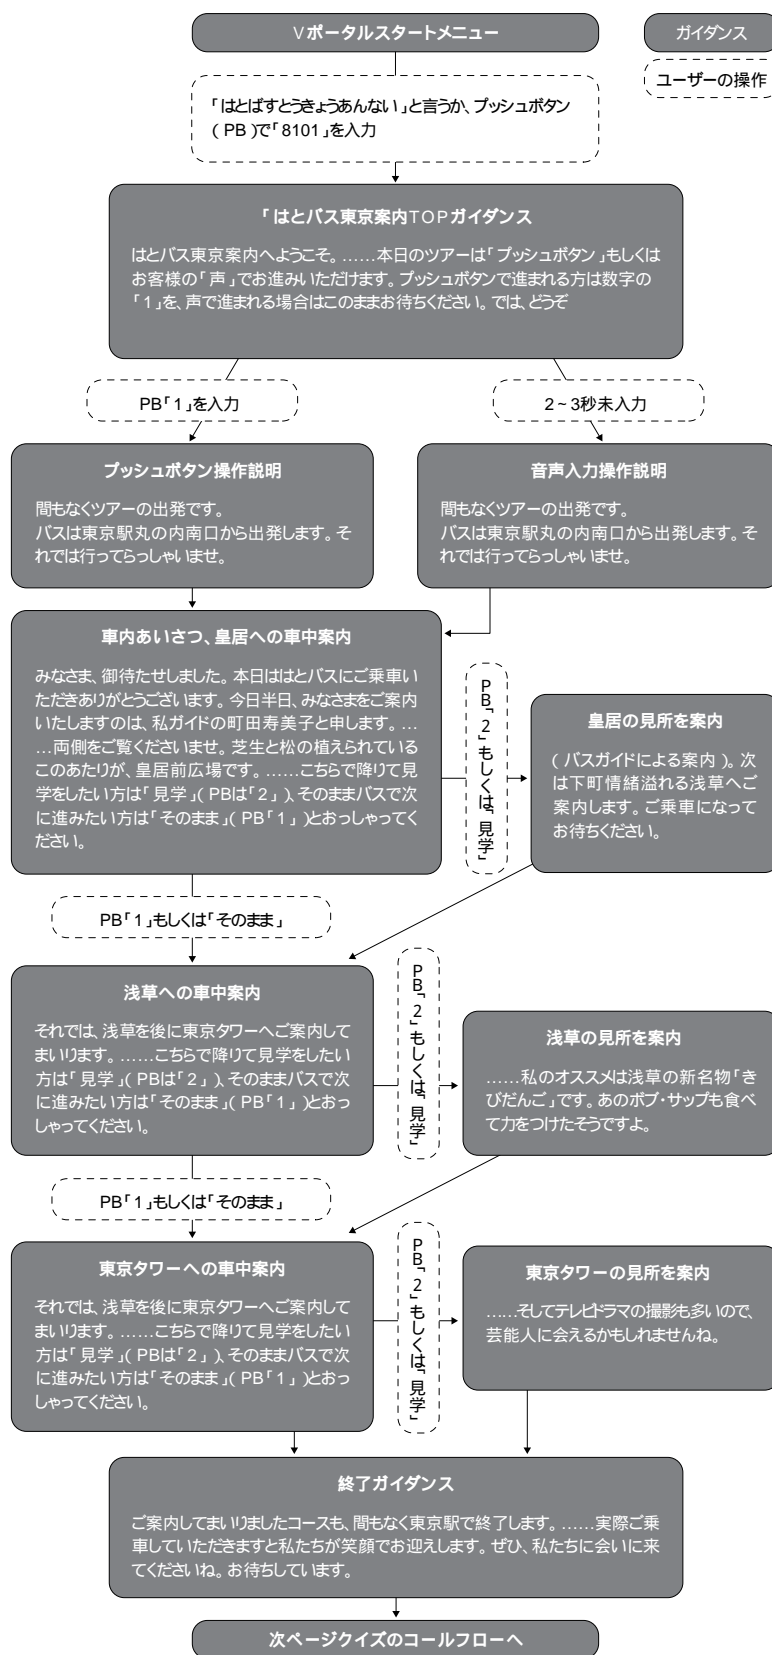 Vポータルスタートメニュー
ガイダンス
ユーザーの操作
「はとばすとうきょうあんない」と言うか、プッシュボタン
(PB)で「8101」を入力
「はとバス東京案内TOPガイダンス
はとバス東京案内へようこそ。……本日のツアーは「プッシュボタン」もしくは
お客様の「声」でお進みいただけます。プッシュボタンで進まれる方は数字の
「1」を、声で進まれる場合はこのままお待ちください。では、どうぞ
PB「1」を入力
2~3秒未入力
プッシュボタン操作説明
間もなくツアーの出発です。
バスは東京駅丸の内南口から出発します。そ
れでは行ってらっしゃいませ。
音声入力操作説明
間もなくツアーの出発です。
バスは東京駅丸の内南口から出発します。そ
れでは行ってらっしゃいませ。
車内あいさつ、皇居への車中案内
みなさま、御待たせしました。本日ははとバスにご乗車い
ただきありがとうございます。今日半日、みなさまをご案内
いたしますのは、私ガイドの町田寿美子と申します。…
…両側をご覧くださいませ。芝生と松の植えられている
このあたりが、皇居前広場です。……こちらで降りて見
学をしたい方は「見学」(PBは「2」)、そのままバスで次
に進みたい方は「そのまま」(PB「1」)とおっしゃってく
ださい。
PB「2」もしくは「見学」
皇居の見所を案内
(バスガイドによる案内)。次
は下町情緒溢れる浅草へご
案内します。ご乗車になって
お待ちください。
PB「1」もしくは「そのまま」
浅草への車中案内
それでは、浅草を後に東京タワーへご案内して
まいります。……こちらで降りて見学をしたい
方は「見学」(PBは「2」)、そのままバスで次
に進みたい方は「そのまま」(PB「1」)とおっ
しゃってください。
PB「2」もしくは「見学」
浅草の見所を案内
……私のオススメは浅草の新名物「き
びだんご」です。あのボブ・サップも食べ
て力をつけたそうですよ。
PB「1」もしくは「そのまま」
東京タワーへの車中案内
それでは、浅草を後に東京タワーへご案内して
まいります。……こちらで降りて見学をしたい
方は「見学」(PBは「2」)、そのままバスで次
に進みたい方は「そのまま」(PB「1」)とおっ
しゃってください。
PB「2」もしくは「見学」
東京タワーの見所を案内
……そしてテレビドラマの撮影も多いので、
芸能人に会えるかもしれませんね。
終了ガイダンス
ご案内してまいりましたコースも、間もなく東京駅で終了します。……実際ご乗
車していただきますと私たちが笑顔でお迎えします。ぜひ、私たちに会いに来
てくださいね。お待ちしています。
次ページクイズのコールフローへ